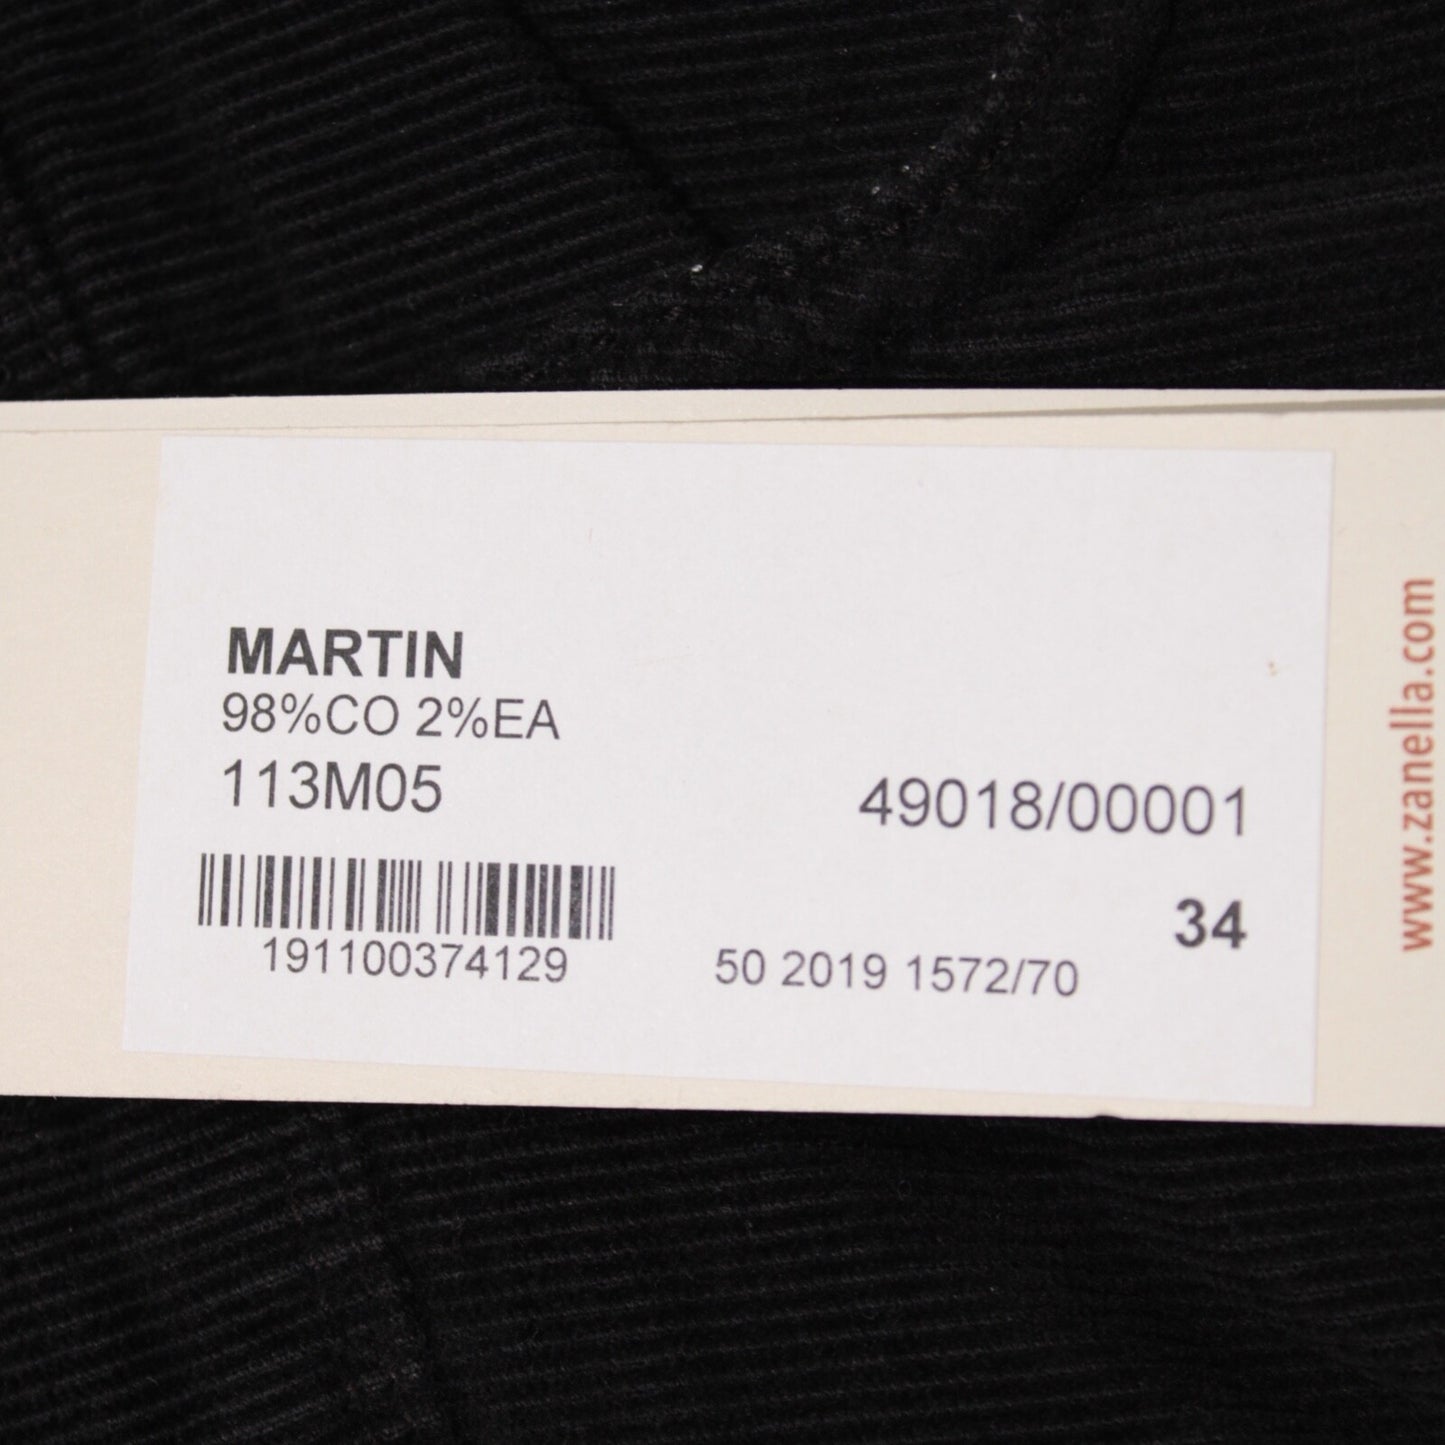 MARTIN
98%CO 2%EA
113M05
49018/00001
34
191100374129
50 2019 1572/70
www.zanella.com